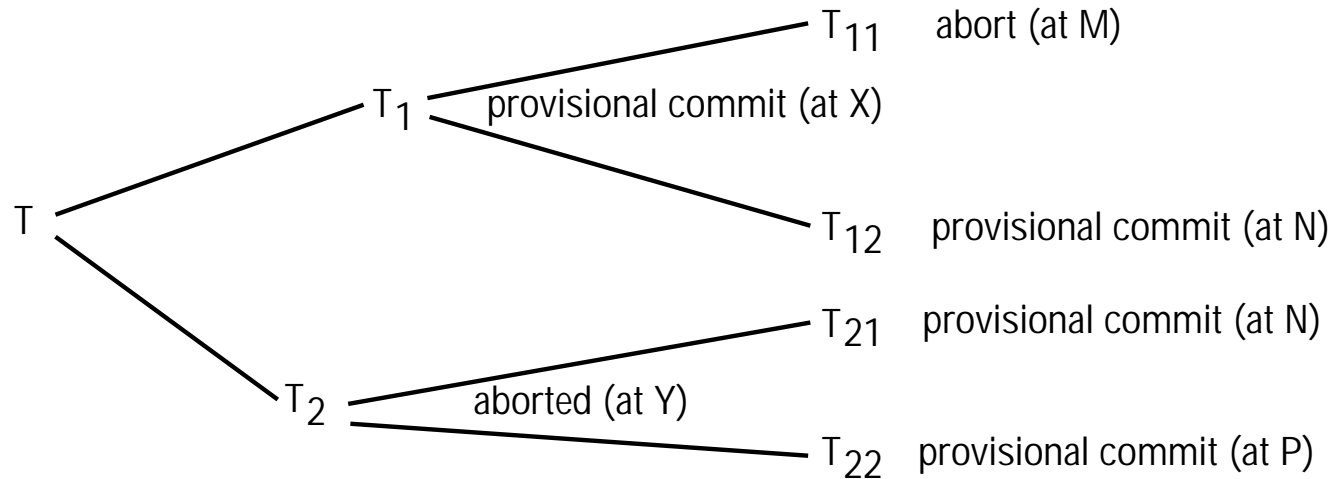 T11 abort (at M)
T1 provisional commit (at X)
T
T12 provisional commit (at N)
T21 provisional commit (at N)
T2 aborted (at Y)
T22 provisional commit (at P)